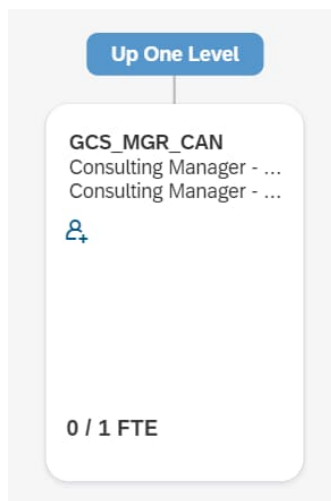 Up One Level
GCS_MGR_CAN
Consulting Manager - ...
Consulting Manager - ...
0 / 1 FTE